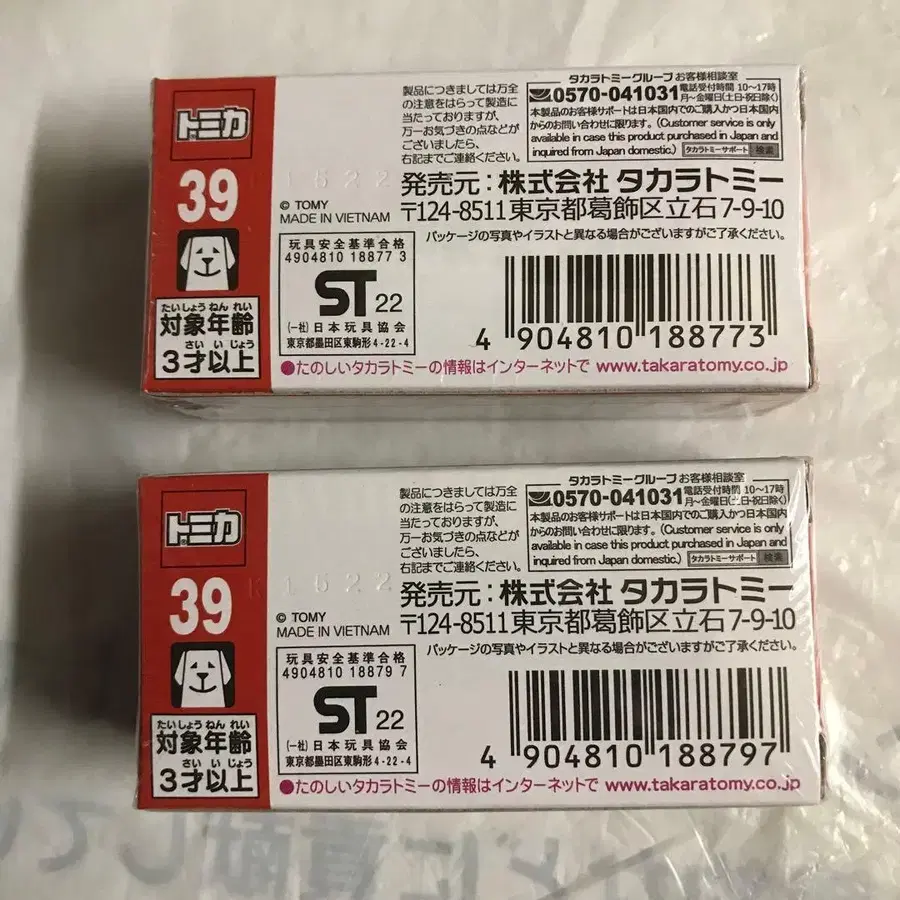 トミカ
39
たいしょうねんれい
対象年齢
さいいじょう
3才以上
1522
© TOMY
MADE IN VIETNAM
玩具安全基準合格
4904810 18877 3
ST 22
(一社)日本玩具協会
東京都墨田区東駒形4-22-4
製品につきましては万全
の注意をはらって製造に
当たっておりますが、
万一お気づきの点などが
ございましたら、
右記までご連絡ください。
タカラトミーグループ お客様相談室
0570-041031 電話受付時間 10〜17時
月〜金曜日(土・日・祝日除く)
本製品のお客様サポートは日本国内でのご購入かつ日本国内
からのお問い合わせに限ります。(Customer service is only
available in case this product purchased in Japan and
inquired from Japan domestic.) タカラトミーサポート 検索
発売元:株式会社 タカラトミー
〒124-8511東京都葛飾区立石7-9-10
パッケージの写真やイラストと異なる場合がございますがご了承ください。
4 904810 188773
●たのしいタカラトミーの情報はインターネットで www.takaratomy.co.jp
トミカ
39
たいしょうねんれい
対象年齢
さいいじょう
3才以上
K1522
© TOMY
MADE IN VIETNAM
玩具安全基準合格
4904810 18879 7
ST 22
(一社)日本玩具協会
東京都墨田区東駒形4-22-4
製品につきましては万全
の注意をはらって製造に
当たっておりますが、
万一お気づきの点などが
ございましたら、
右記までご連絡ください。
タカラトミーグループ お客様相談室
0570-041031 電話受付時間 10〜17時
月〜金曜日(土・日・祝日除く)
本製品のお客様サポートは日本国内でのご購入かつ日本国内
からのお問い合わせに限ります。(Customer service is only
available in case this product purchased in Japan and
inquired from Japan domestic.) タカラトミーサポート 検索
発売元:株式会社 タカラトミー
〒124-8511東京都葛飾区立石7-9-10
パッケージの写真やイラストと異なる場合がございますがご了承ください。
4 904810 188797
●たのしいタカラトミーの情報はインターネットで www.takaratomy.co.jp